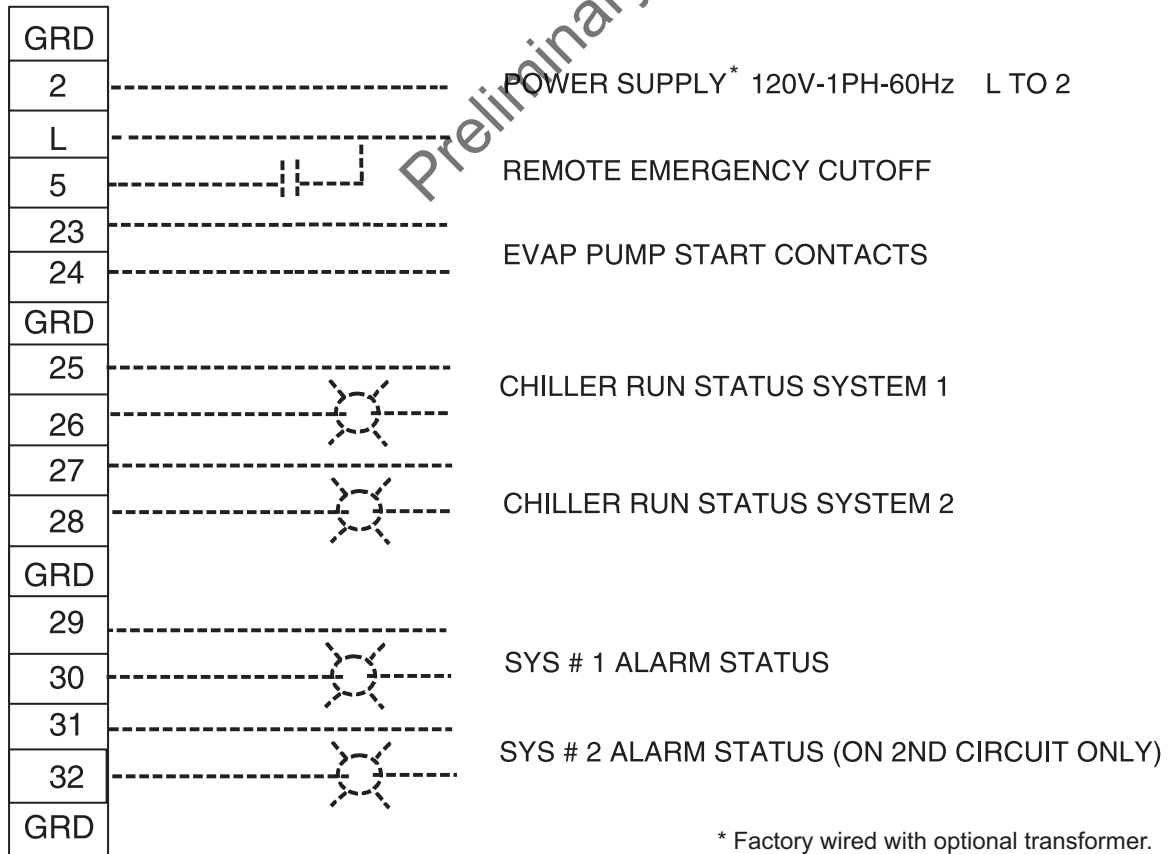 GRD
2 POWER SUPPLY* 120V-1PH-60Hz L TO 2
L
5 REMOTE EMERGENCY CUTOFF
23
24 EVAP PUMP START CONTACTS
GRD
25
26 CHILLER RUN STATUS SYSTEM 1
27
28 CHILLER RUN STATUS SYSTEM 2
GRD
29
30 SYS # 1 ALARM STATUS
31
32 SYS # 2 ALARM STATUS (ON 2ND CIRCUIT ONLY)
GRD
* Factory wired with optional transformer.
Preliminary